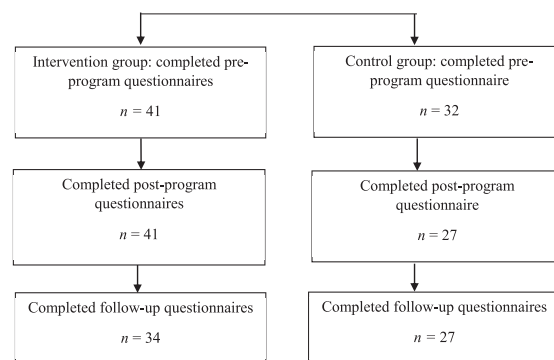 Intervention group: completed pre-
program questionnaires
n = 41
Control group: completed pre-
program questionnaire
n = 32
Completed post-program
questionnaires
n = 41
Completed post-program
questionnaire
n = 27
Completed follow-up questionnaires
n = 34
Completed follow-up questionnaires
n = 27